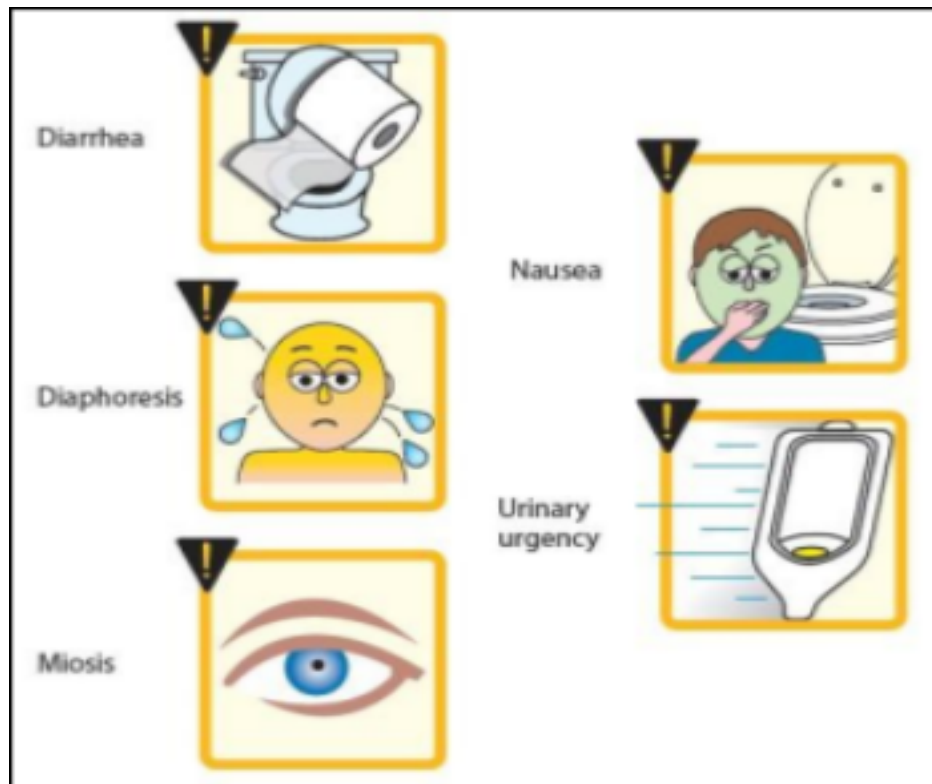 Diarrhea
Diaphoresis
Miosis
Nausea
Urinary
urgency